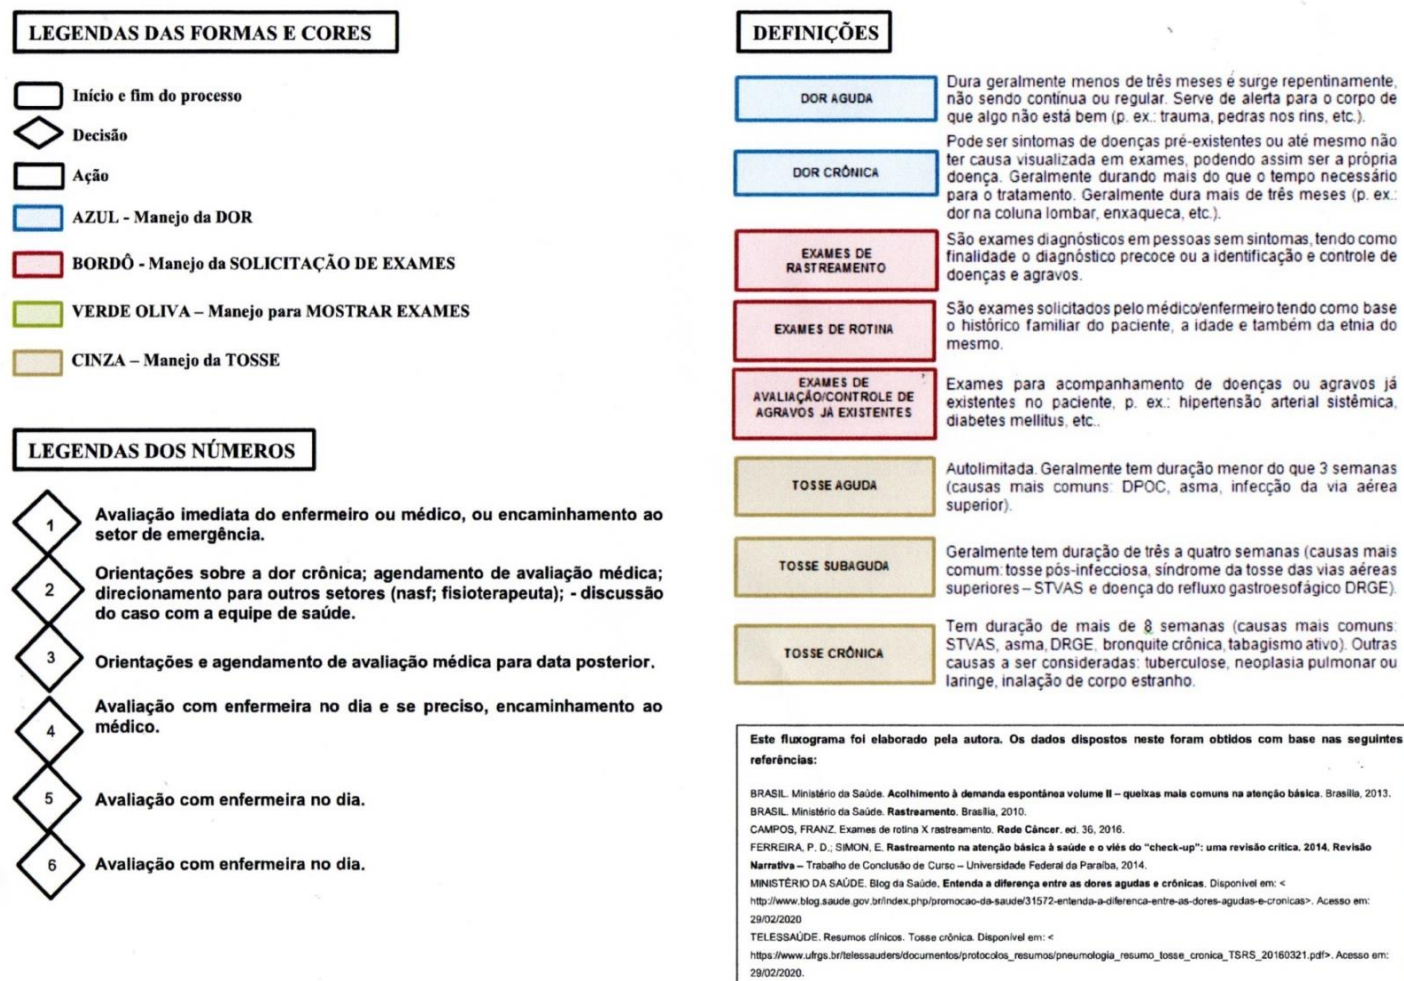 LEGENDAS DAS FORMAS E CORES
Início e fim do processo
Decisão
Ação
AZUL - Manejo da DOR
BORDÔ - Manejo da SOLICITAÇÃO DE EXAMES
VERDE OLIVA – Manejo para MOSTRAR EXAMES
CINZA – Manejo da TOSSE
LEGENDAS DOS NÚMEROS
1
Avaliação imediata do enfermeiro ou médico, ou encaminhamento ao
setor de emergência.
2
Orientações sobre a dor crônica; agendamento de avaliação médica;
direcionamento para outros setores (nasf; fisioterapeuta); - discussão
do caso com a equipe de saúde.
3
Orientações e agendamento de avaliação médica para data posterior.
4
Avaliação com enfermeira no dia e se preciso, encaminhamento ao
médico.
5
Avaliação com enfermeira no dia.
6
Avaliação com enfermeira no dia.
DEFINIÇÕES
DOR AGUDA
Dura geralmente menos de três meses e surge repentinamente,
não sendo contínua ou regular. Serve de alerta para o corpo de
que algo não está bem (p. ex.: trauma, pedras nos rins, etc.).
DOR CRÔNICA
Pode ser sintomas de doenças pré-existentes ou até mesmo não
ter causa visualizada em exames, podendo assim ser a própria
doença. Geralmente durando mais do que o tempo necessário
para o tratamento. Geralmente dura mais de três meses (p. ex.:
dor na coluna lombar, enxaqueca, etc.).
EXAMES DE
RASTREAMENTO
São exames diagnósticos em pessoas sem sintomas, tendo como
finalidade o diagnóstico precoce ou a identificação e controle de
doenças e agravos.
EXAMES DE ROTINA
São exames solicitados pelo médico/enfermeiro tendo como base
o histórico familiar do paciente, a idade e também da etnia do
mesmo.
EXAMES DE
AVALIAÇÃO/CONTROLE DE
AGRAVOS JÁ EXISTENTES
Exames para acompanhamento de doenças ou agravos já
existentes no paciente, p. ex.: hipertensão arterial sistêmica,
diabetes mellitus, etc..
TOSSE AGUDA
Autolimitada. Geralmente tem duração menor do que 3 semanas
(causas mais comuns: DPOC, asma, infecção da via aérea
superior).
TOSSE SUBAGUDA
Geralmente tem duração de três a quatro semanas (causas mais
comum: tosse pós-infecciosa, síndrome da tosse das vias aéreas
superiores – STVAS e doença do refluxo gastroesofágico DRGE).
TOSSE CRÔNICA
Tem duração de mais de 8 semanas (causas mais comuns:
STVAS, asma, DRGE, bronquite crônica, tabagismo ativo). Outras
causas a ser consideradas: tuberculose, neoplasia pulmonar ou
laringe, inalação de corpo estranho.
Este fluxograma foi elaborado pela autora. Os dados dispostos neste foram obtidos com base nas seguintes
referências:
BRASIL. Ministério da Saúde. Acolhimento à demanda espontânea volume II – queixas mais comuns na atenção básica. Brasília, 2013.
BRASIL. Ministério da Saúde. Rastreamento. Brasília, 2010.
CAMPOS, FRANZ. Exames de rotina X rastreamento. Rede Câncer. ed. 36, 2016.
FERREIRA, P. D.; SIMON, E. Rastreamento na atenção básica à saúde e o viés do "check-up": uma revisão crítica. 2014. Revisão
Narrativa – Trabalho de Conclusão de Curso – Universidade Federal da Paraíba, 2014.
MINISTÉRIO DA SAÚDE. Blog da Saúde. Entenda a diferença entre as dores agudas e crônicas. Disponível em: <
http://www.blog.saude.gov.br/index.php/promocao-da-saude/31572-entenda-a-diferenca-entre-as-dores-agudas-e-cronicas>. Acesso em:
29/02/2020
TELESSAÚDE. Resumos clínicos. Tosse crônica. Disponível em: <
https://www.ufrgs.br/telessauders/documentos/protocolos_resumos/pneumologia_resumo_tosse_cronica_TSRS_20160321.pdf>. Acesso em:
29/02/2020.